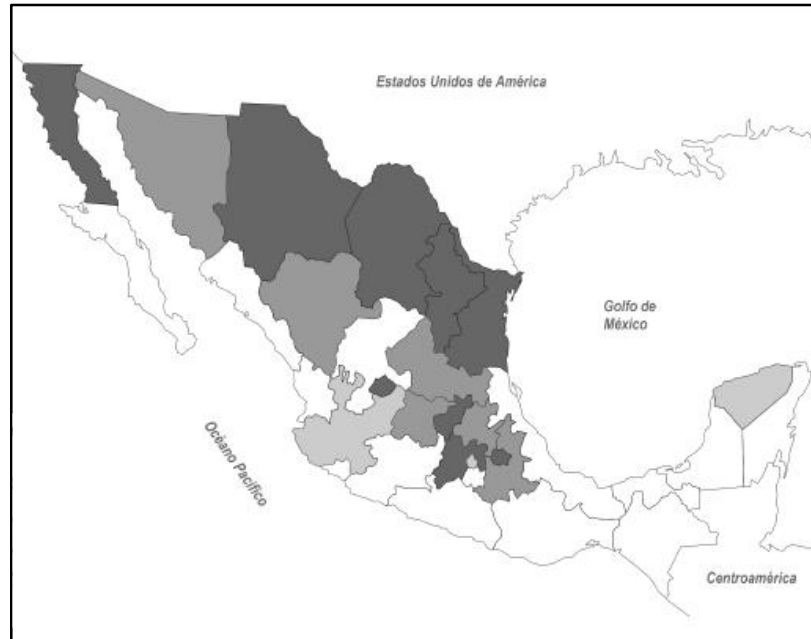 Estados Unidos de América
Golfo de
México
Océano Pacífico
Centroamérica